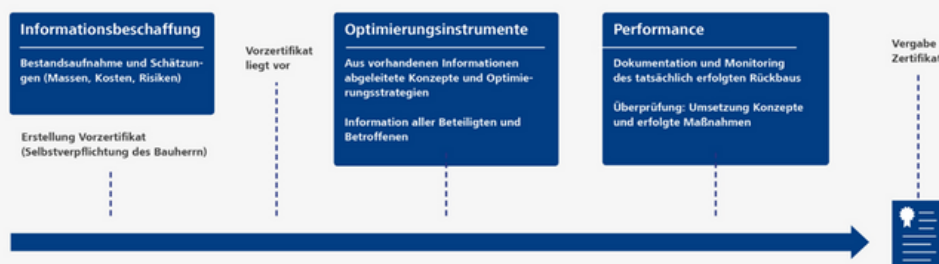 Informationsbeschaffung
Bestandsaufnahme und Schätzun-
gen (Massen, Kosten, Risiken)
Erstellung Vorzertifikat
(Selbstverpflichtung des Bauherrn)
Vorzertifikat
liegt vor
Optimierungsinstrumente
Aus vorhandenen Informationen
abgeleitete Konzepte und Optimie-
rungsstrategien
Information aller Beteiligten und
Betroffenen
Performance
Dokumentation und Monitoring
des tatsächlich erfolgten Rückbaus
Überprüfung: Umsetzung Konzepte
und erfolgte Maßnahmen
Vergabe
Zertifikat